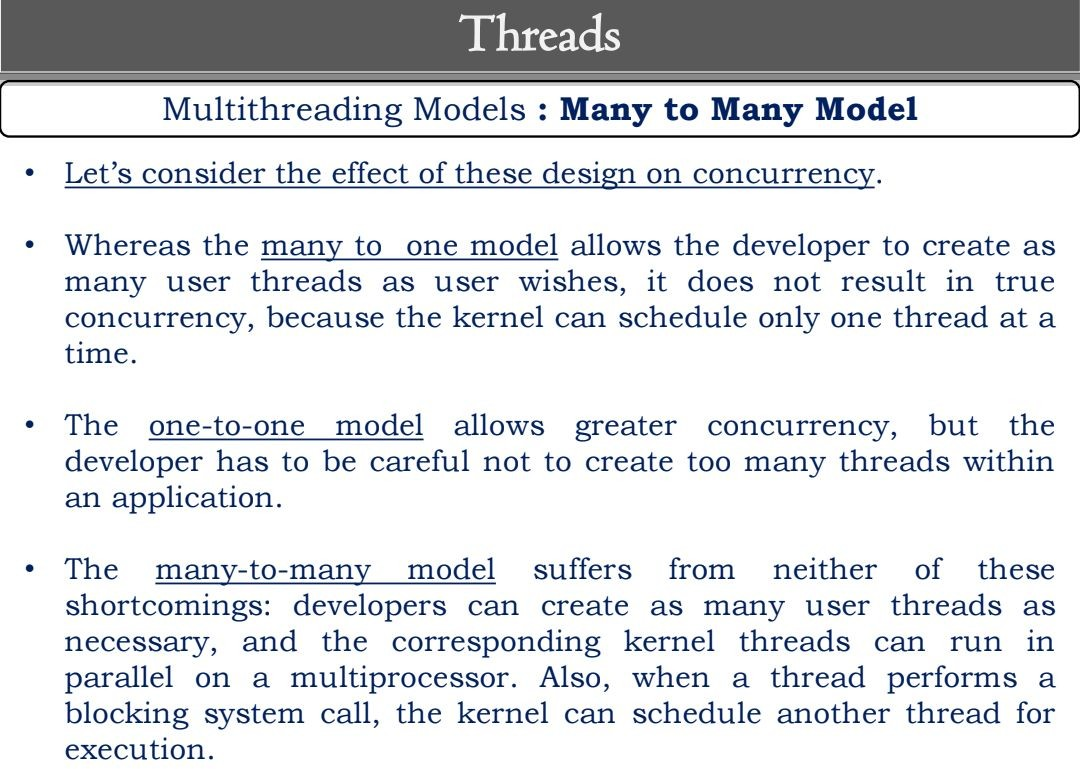 Threads
Multithreading Models : Many to Many Model
• Let’s consider the effect of these design on concurrency.
• Whereas the many to one model allows the developer to create as
many user threads as user wishes, it does not result in true
concurrency, because the kernel can schedule only one thread at a
time.
• The one-to-one model allows greater concurrency, but the
developer has to be careful not to create too many threads within
an application.
• The many-to-many model suffers from neither of these
shortcomings: developers can create as many user threads as
necessary, and the corresponding kernel threads can run in
parallel on a multiprocessor. Also, when a thread performs a
blocking system call, the kernel can schedule another thread for
execution.